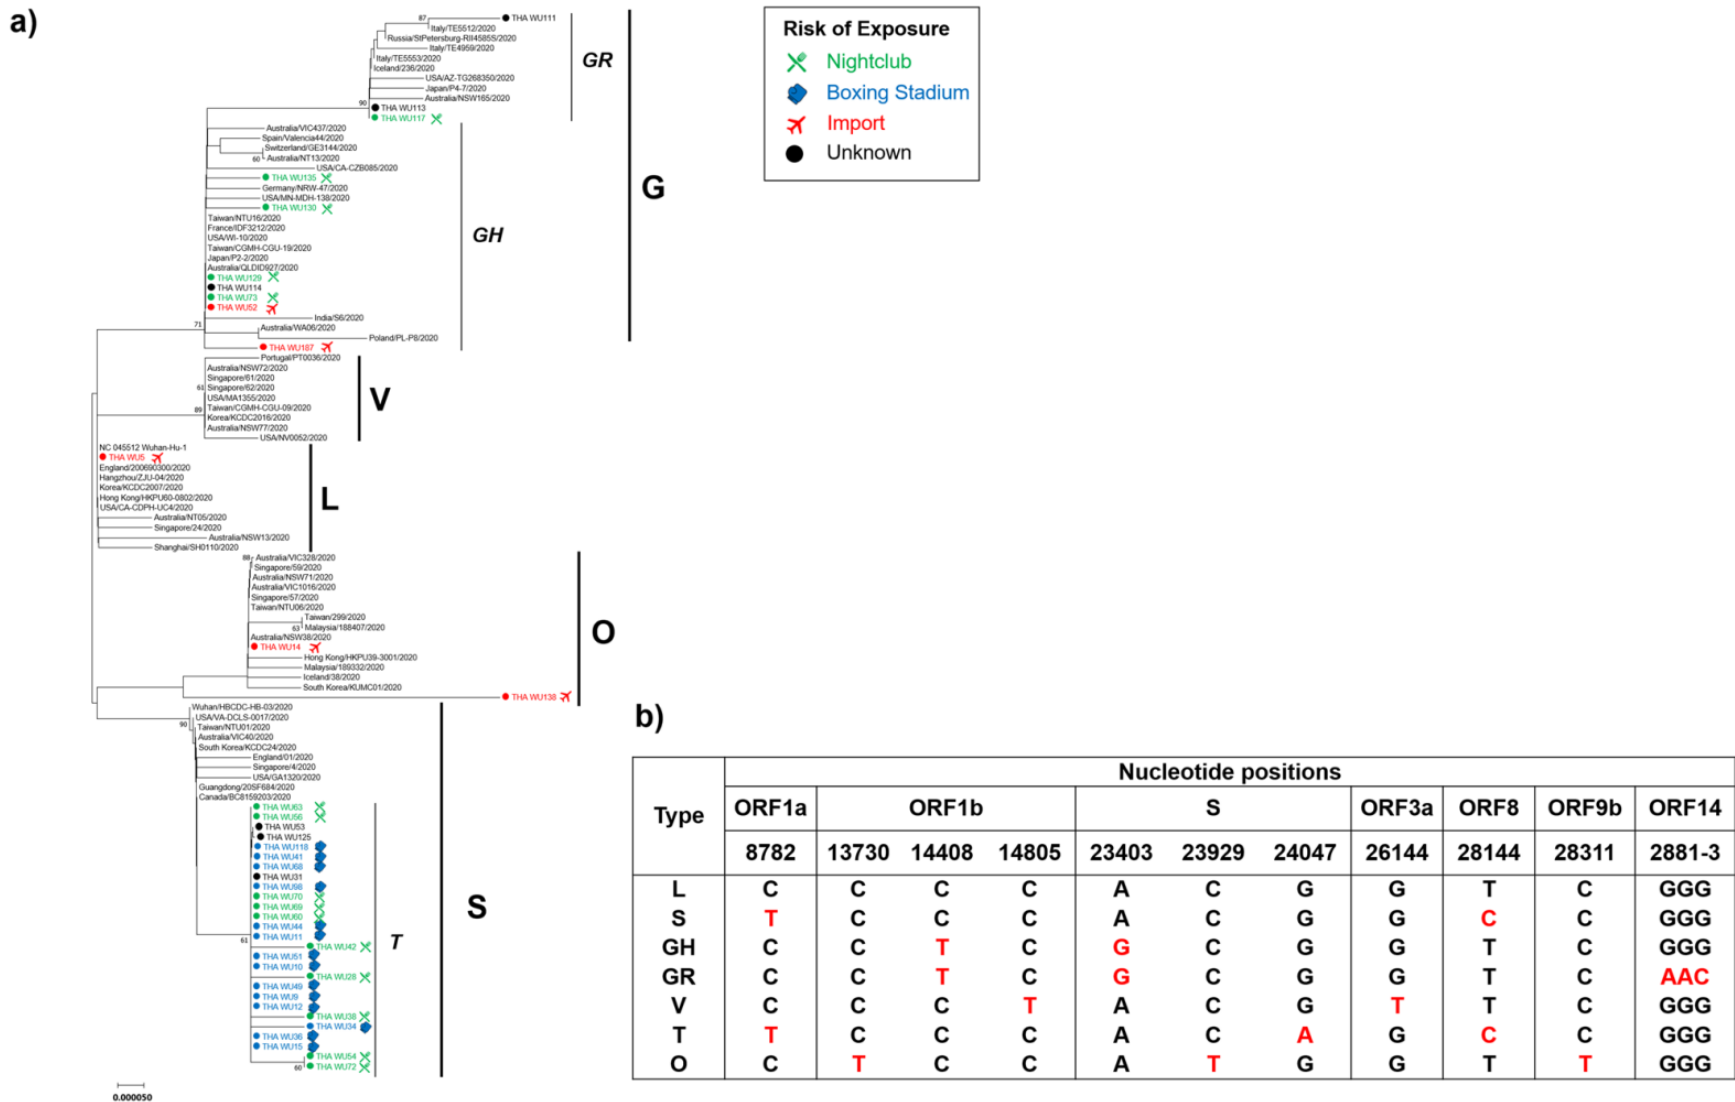 a)
87
THA WU111
Italy/TE5512/2020
Russia/StPetersburg-RII4585S/2020
Italy/TE4959/2020
Italy/TE5553/2020
Iceland/236/2020
USA/AZ-TG268350/2020
Japan/P4-7/2020
Australia/NSW165/2020
90
THA WU113
THA WU117
GR
Australia/VIC437/2020
Spain/Valencia44/2020
Switzerland/GE3144/2020
60
Australia/NT13/2020
USA/CA-CZB085/2020
THA WU135
Germany/NRW-47/2020
USA/MN-MDH-138/2020
THA WU130
Taiwan/NTU16/2020
France/IDF3212/2020
USA/WI-10/2020
Taiwan/CGMH-CGU-19/2020
Japan/P2-2/2020
Australia/QLDID927/2020
THA WU129
THA WU114
THA WU73
THA WU52
India/S6/2020
71
Australia/WA06/2020
Poland/PL-P8/2020
THA WU187
GH
G
Portugal/PT0036/2020
Australia/NSW72/2020
Singapore/61/2020
61
Singapore/62/2020
USA/MA1355/2020
Taiwan/CGMH-CGU-09/2020
89
Korea/KCDC2016/2020
Australia/NSW77/2020
USA/NV0052/2020
V
NC 045512 Wuhan-Hu-1
THA WU5
England/200690300/2020
Hangzhou/ZJU-04/2020
Korea/KCDC2007/2020
Hong Kong/HKPU60-0802/2020
USA/CA-CDPH-UC4/2020
Australia/NT05/2020
Singapore/24/2020
Australia/NSW13/2020
Shanghai/SH0110/2020
L
88
Australia/VIC328/2020
Singapore/59/2020
Australia/NSW71/2020
Australia/VIC1016/2020
Singapore/57/2020
Taiwan/NTU06/2020
Taiwan/299/2020
63
Malaysia/188407/2020
Australia/NSW38/2020
THA WU14
Hong Kong/HKPU39-3001/2020
Malaysia/189332/2020
Iceland/38/2020
South Korea/KUMC01/2020
THA WU138
O
Wuhan/HBCDC-HB-03/2020
USA/VA-DCLS-0017/2020
90
Taiwan/NTU01/2020
Australia/VIC40/2020
South Korea/KCDC24/2020
England/01/2020
Singapore/4/2020
USA/GA1320/2020
Guangdong/20SF684/2020
Canada/BC8159203/2020
THA WU63
THA WU56
THA WU53
THA WU125
THA WU118
THA WU41
THA WU68
THA WU31
THA WU98
THA WU70
THA WU69
THA WU60
THA WU44
THA WU11
61
THA WU42
THA WU51
THA WU10
THA WU28
THA WU49
THA WU9
THA WU12
THA WU38
THA WU34
THA WU36
THA WU15
THA WU54
60
THA WU72
T
S
0.000050
Risk of Exposure
Nightclub
Boxing Stadium
Import
Unknown
b)
Type Nucleotide positions
ORF1a ORF1b S ORF3a ORF8 ORF9b ORF14
8782 13730 14408 14805 23403 23929 24047 26144 28144 28311 2881-3
L C C C C A C G G T C GGG
S T C C C A C G G C C GGG
GH C C T C G C G G T C GGG
GR C C T C G C G G T C AAC
V C C C T A C G T T C GGG
T T C C C A C A G C C GGG
O C T C C A T G G T T GGG